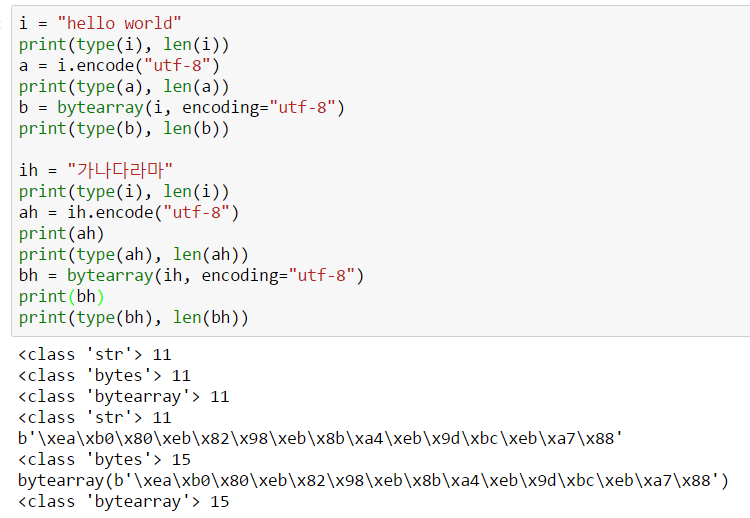 i = "hello world"
print(type(i), len(i))
a = i.encode("utf-8")
print(type(a), len(a))
b = bytearray(i, encoding="utf-8")
print(type(b), len(b))
ih = "가나다라마"
print(type(i), len(i))
ah = ih.encode("utf-8")
print(ah)
print(type(ah), len(ah))
bh = bytearray(ih, encoding="utf-8")
print(bh)
print(type(bh), len(bh))
<class 'str'> 11
<class 'bytes'> 11
<class 'bytearray'> 11
<class 'str'> 11
b'\xea\xb0\x80\xeb\x82\x98\xeb\x8b\xa4\xeb\x9d\xbc\xeb\xa7\x88'
<class 'bytes'> 15
bytearray(b'\xea\xb0\x80\xeb\x82\x98\xeb\x8b\xa4\xeb\x9d\xbc\xeb\xa7\x88')
<class 'bytearray'> 15